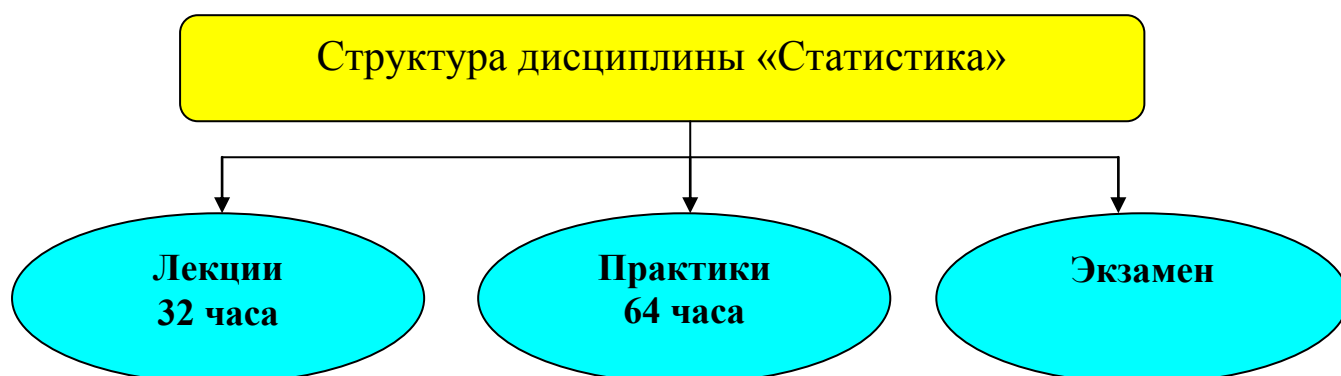 Структура дисциплины «Статистика»
Лекции
32 часа
Практики
64 часа
Экзамен